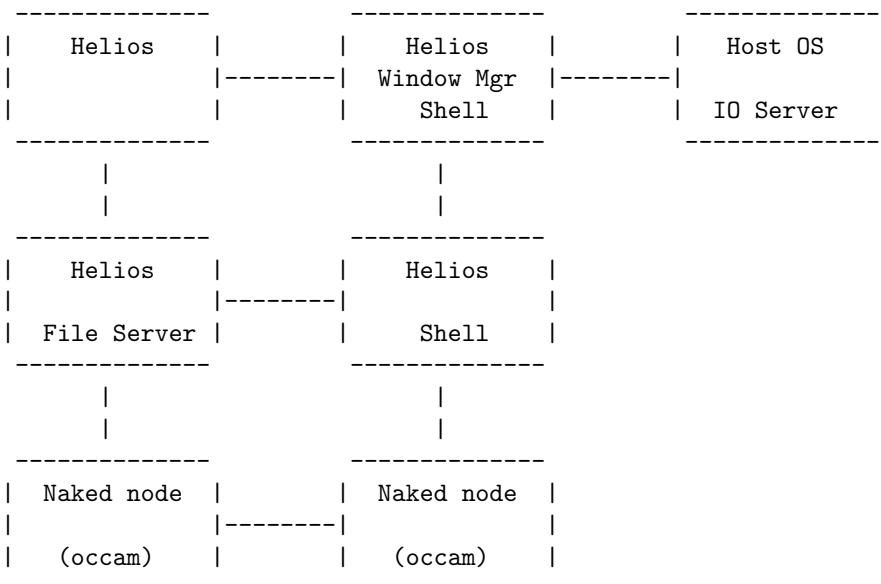 Helios Helios Host OS
Window Mgr
Shell IO Server
Helios Helios
File Server Shell
Naked node Naked node
(occam) (occam)